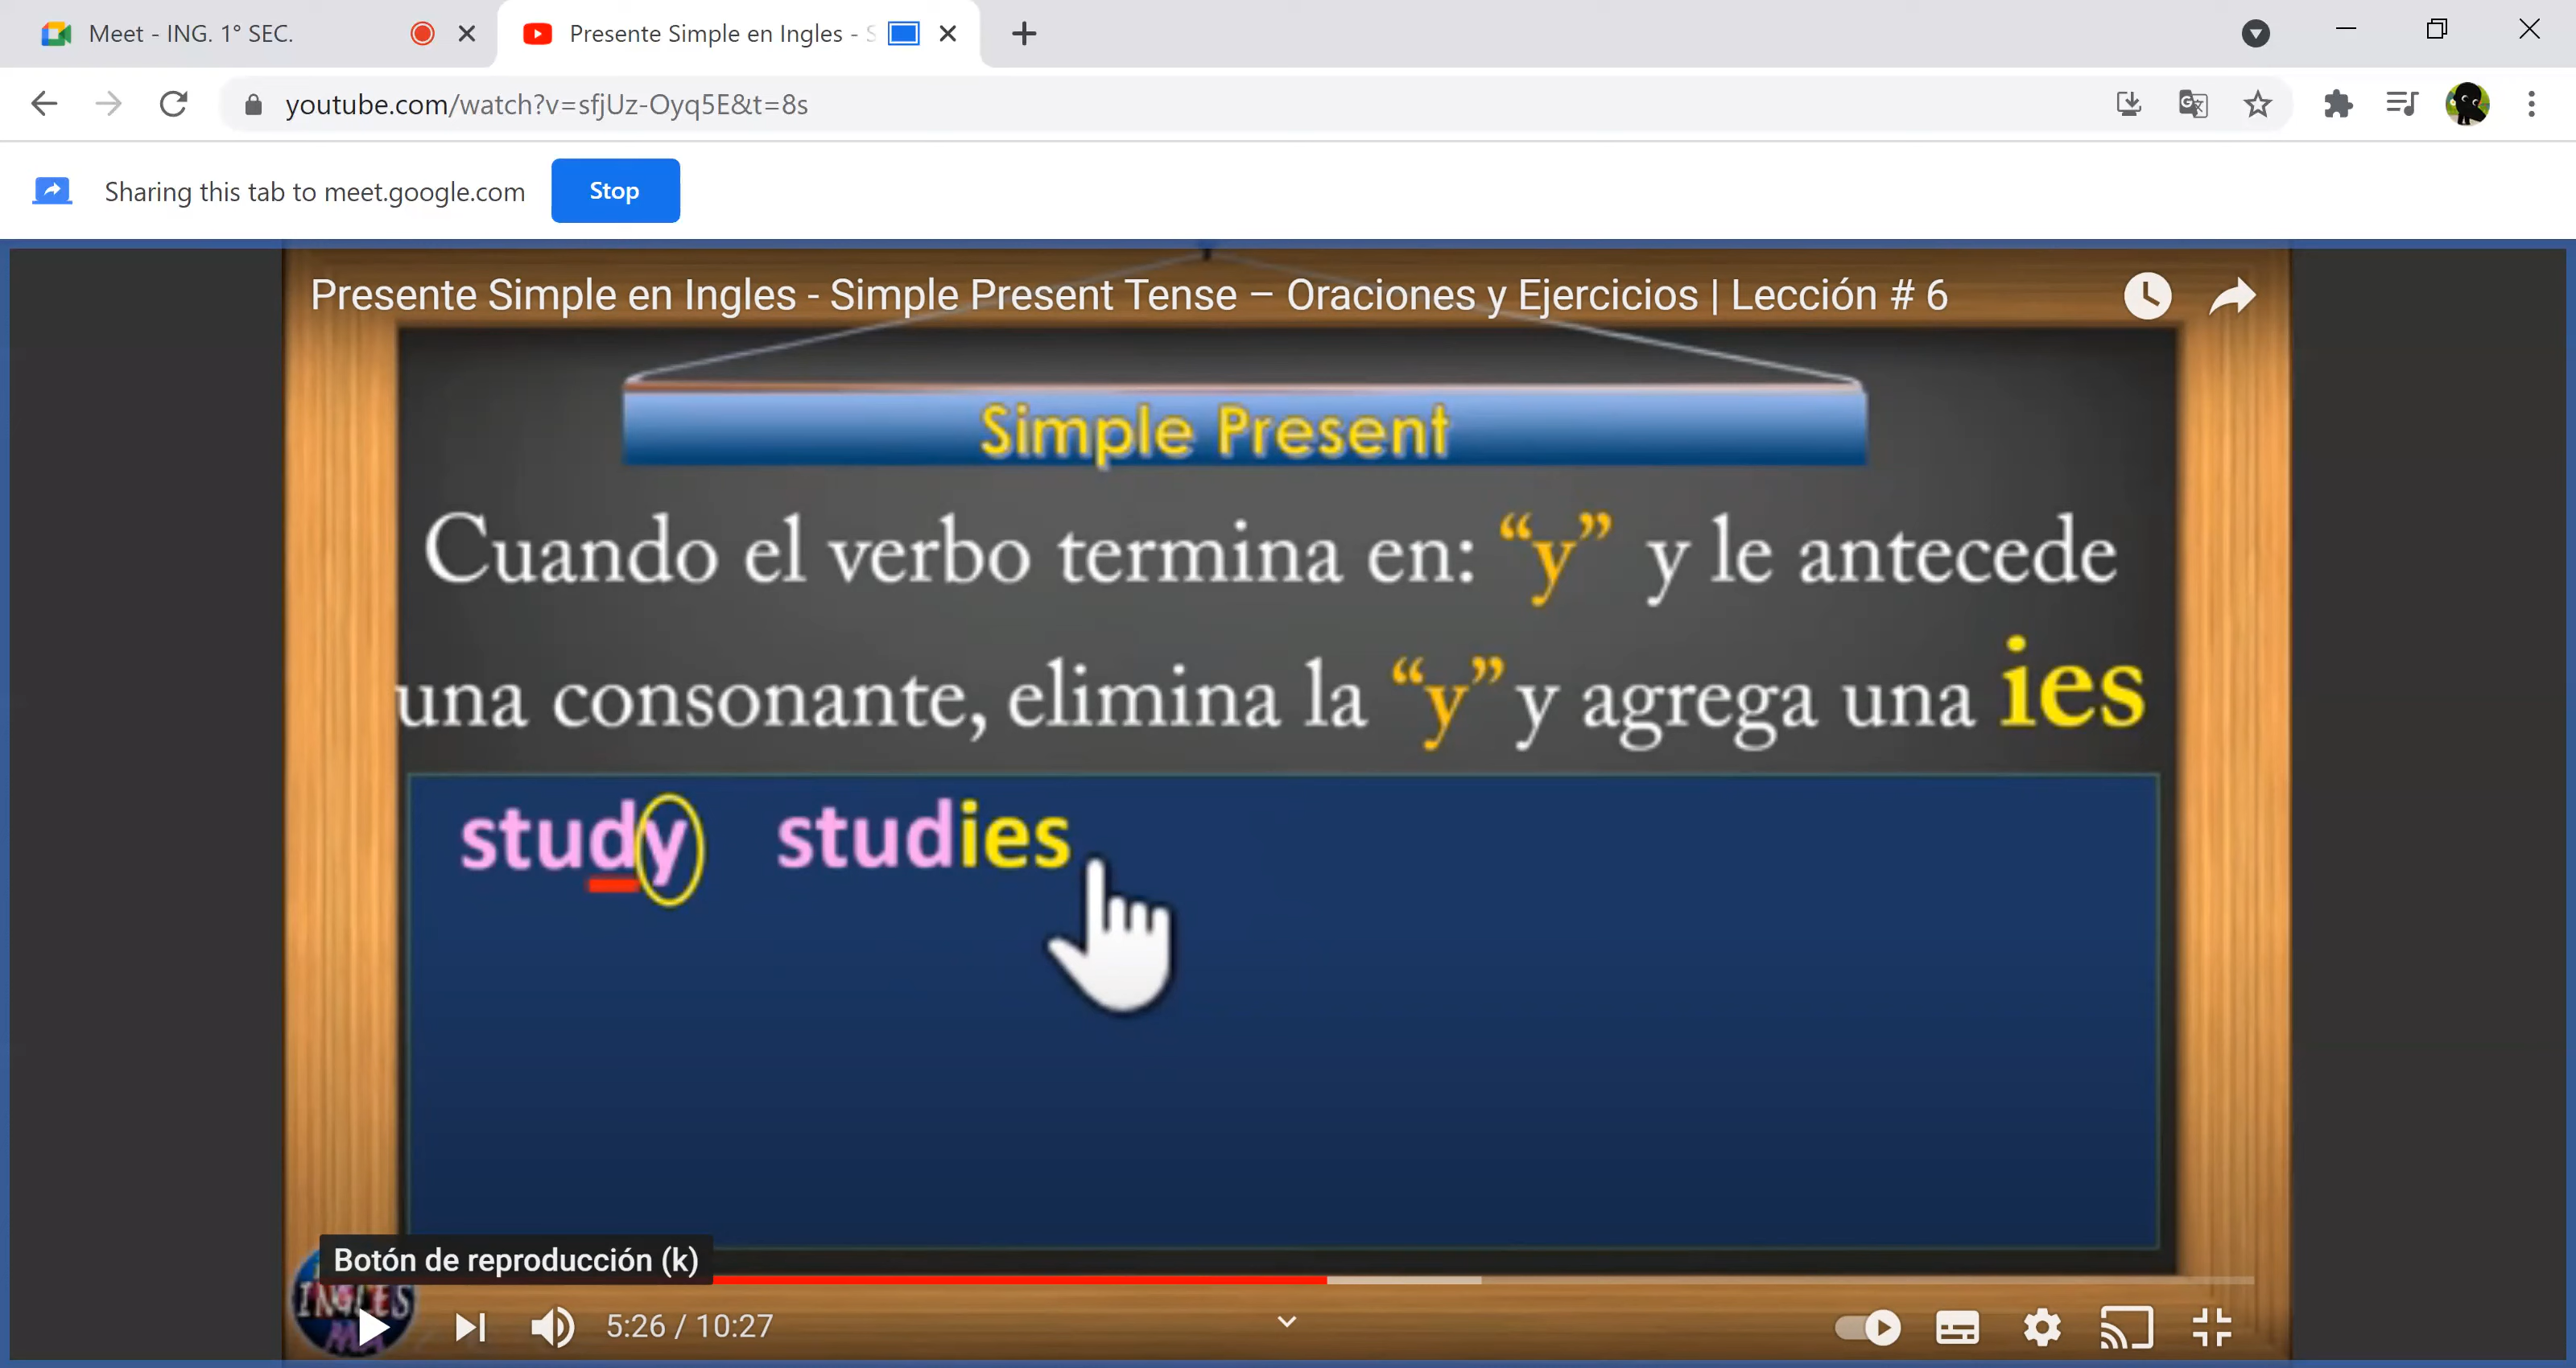 Meet - ING. 1° SEC.
Presente Simple en Ingles - S
youtube.com/watch?v=sfjUz-Oyq5E&t=8s
Sharing this tab to meet.google.com
Stop
Presente Simple en Ingles - Simple Present Tense – Oraciones y Ejercicios | Lección # 6
Simple Present
Cuando el verbo termina en: “y” y le antecede
una consonante, elimina la “y” y agrega una ies
study studies
Botón de reproducción (k)
INGLES
5:26 / 10:27